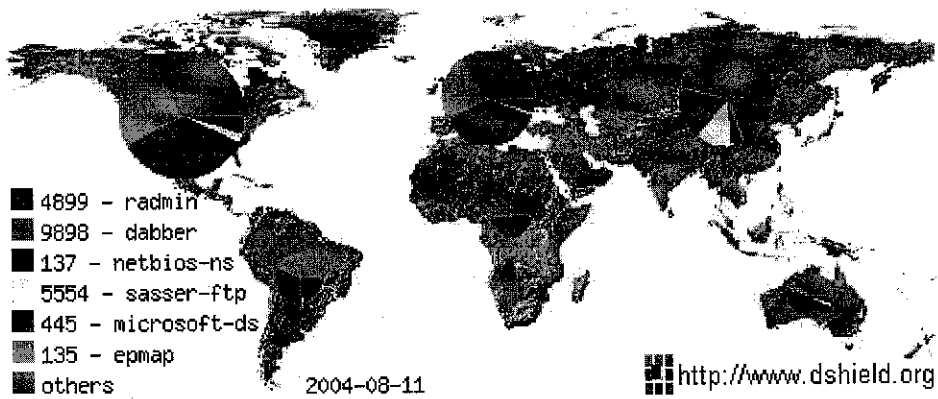 4899 - radmin
9898 - dabber
137 - netbios-ns
5554 - sasser-ftp
445 - microsoft-ds
135 - epmap
others
2004-08-11
http://www.dshield.org